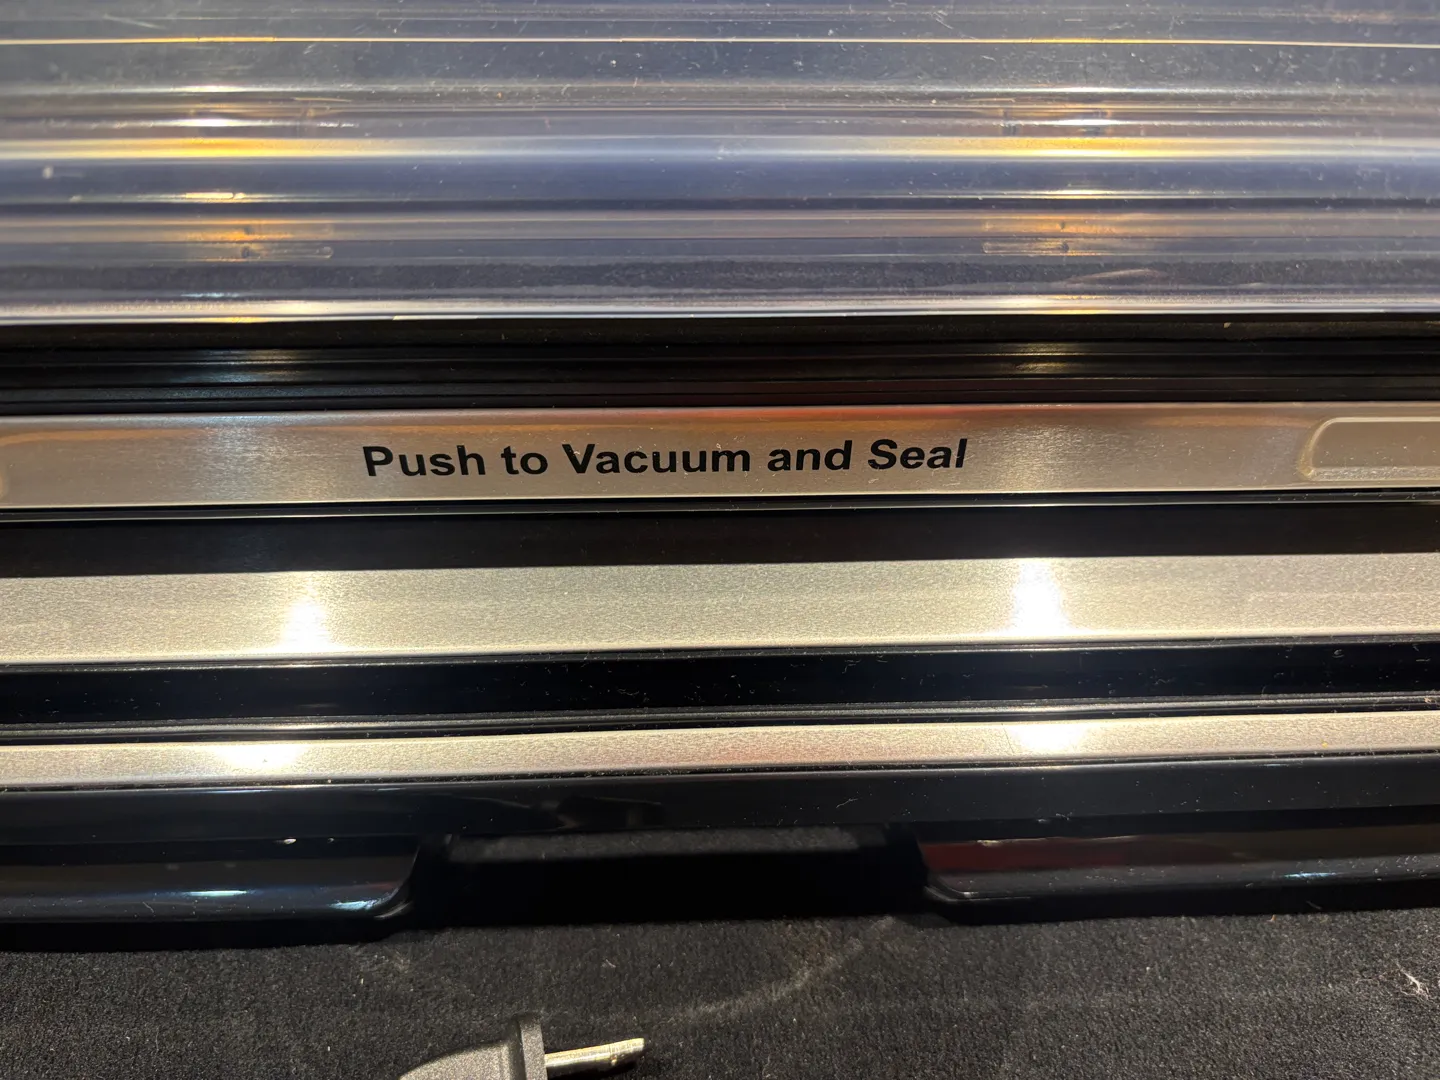 Push to Vacuum and Seal